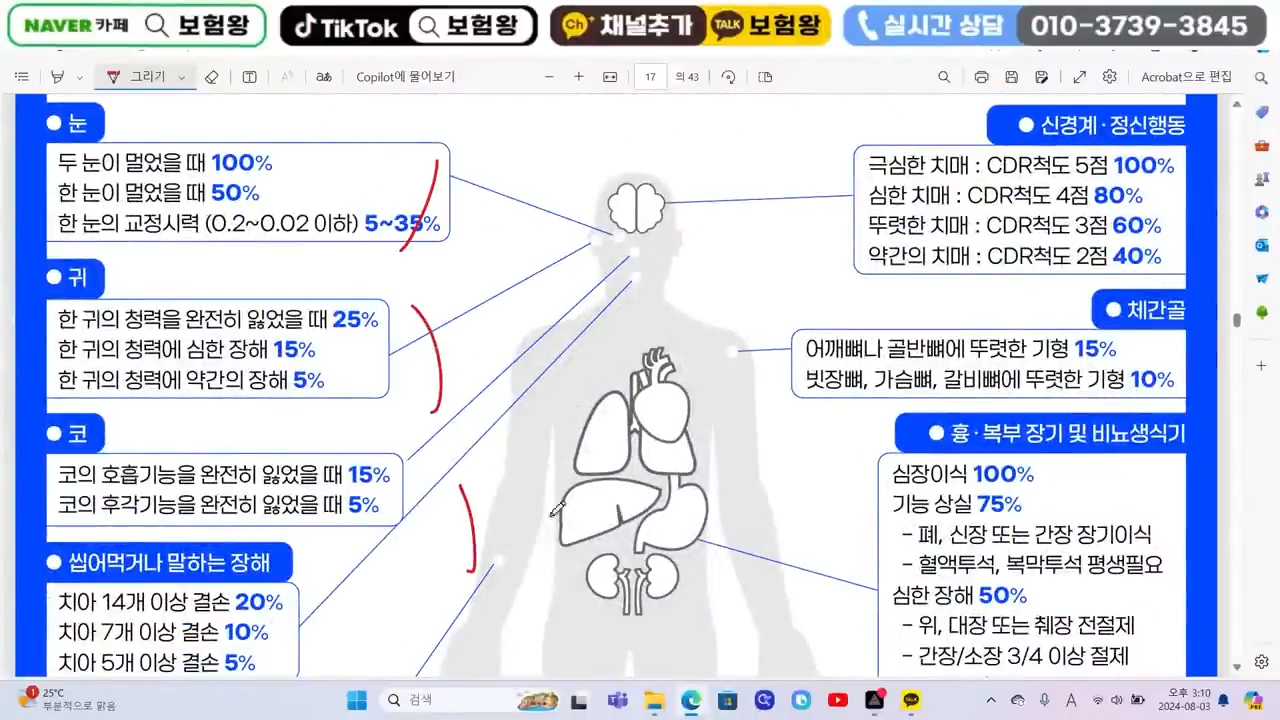 NAVER 카페 보험왕
TikTok 보험왕
Ch+ 채널추가 TALK 보험왕
실시간 상담 010-3739-3845
그리기
aあ
Copilot에 물어보기
17 의 43
Acrobat으로 편집
눈
두 눈이 멀었을 때 100%
한 눈이 멀었을 때 50%
한 눈의 교정시력 (0.2~0.02 이하) 5~35%
귀
한 귀의 청력을 완전히 잃었을 때 25%
한 귀의 청력에 심한 장해 15%
한 귀의 청력에 약간의 장해 5%
코
코의 호흡기능을 완전히 잃었을 때 15%
코의 후각기능을 완전히 잃었을 때 5%
씹어먹거나 말하는 장해
치아 14개 이상 결손 20%
치아 7개 이상 결손 10%
치아 5개 이상 결손 5%
신경계·정신행동
극심한 치매 : CDR척도 5점 100%
심한 치매 : CDR척도 4점 80%
뚜렷한 치매 : CDR척도 3점 60%
약간의 치매 : CDR척도 2점 40%
체간골
어깨뼈나 골반뼈에 뚜렷한 기형 15%
빗장뼈, 가슴뼈, 갈비뼈에 뚜렷한 기형 10%
흉·복부 장기 및 비뇨생식기
심장이식 100%
기능 상실 75%
- 폐, 신장 또는 간장 장기이식
- 혈액투석, 복막투석 평생필요
심한 장해 50%
- 위, 대장 또는 췌장 전절제
- 간장/소장 3/4 이상 절제
1
25°C
부분적으로 맑음
검색
A
오후 3:10
2024-08-03